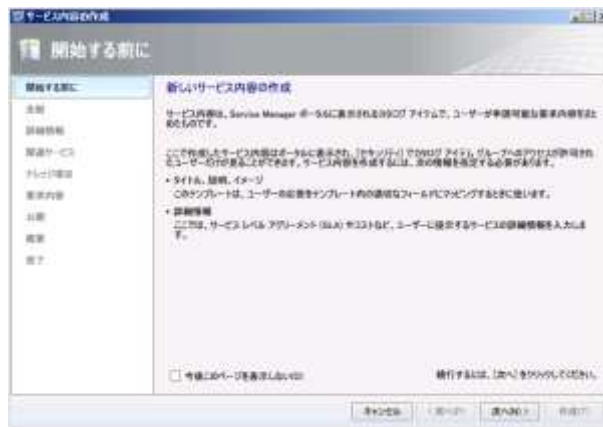 サービス内容の作成
開始する前に
開始する前に
全般
詳細情報
関連サービス
ナレッジ項目
要求内容
公開
概要
完了
新しいサービス内容の作成
サービス内容は、Service Manager ポータルに表示されるカタログ アイテムで、ユーザーが申請可能な要求内容をまと
めたものです。
ここで作成したサービス内容はポータルに表示され、[セキュリティ] でカタログ アイテム グループへのアクセスが許可され
たユーザーだけが見ることができます。サービス内容を作成するには、次の情報を指定する必要があります。
• タイトル、説明、イメージ
このテンプレートは、ユーザーの応答をテンプレート内の適切なフィールドにマッピングするときに使います。
• 詳細情報
ここでは、サービス レベル アグリーメント (SLA) やコストなど、ユーザーに提示するサービスの詳細情報を入力しま
す。
今後このページを表示しない(D)
続行するには、[次へ] をクリックしてください。
キャンセル
< 前へ(P)
次へ(N) >
作成(T)